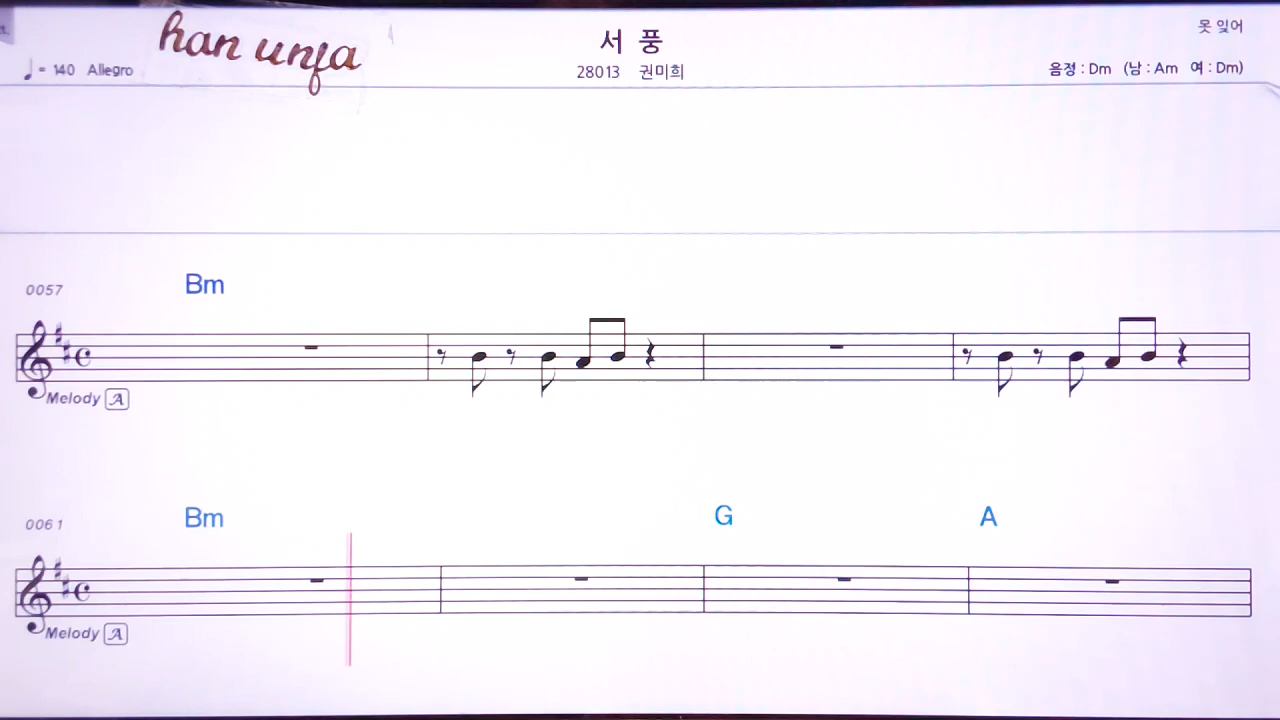 han unja
서 풍
못 잊어
♩ = 140 Allegro
28013 권미희
음정 : Dm (남 : Am 여 : Dm)
0057
Bm
Melody A
0061
Bm G A
Melody A